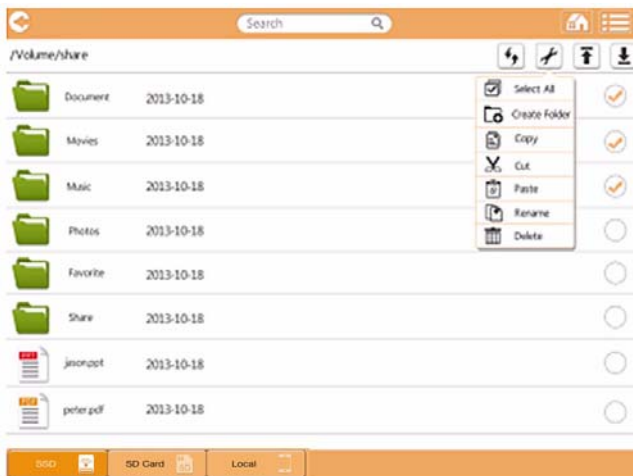 Search
/Volume/share
Document 2013-10-18
Select All
Create Folder
Movies 2013-10-18
Copy
Cut
Music 2013-10-18
Paste
Rename
Photos 2013-10-18
Delete
Favorite 2013-10-18
Share 2013-10-18
PPT
jason.ppt 2013-10-18
PDF
peter.pdf 2013-10-18
SSD SD Card Local